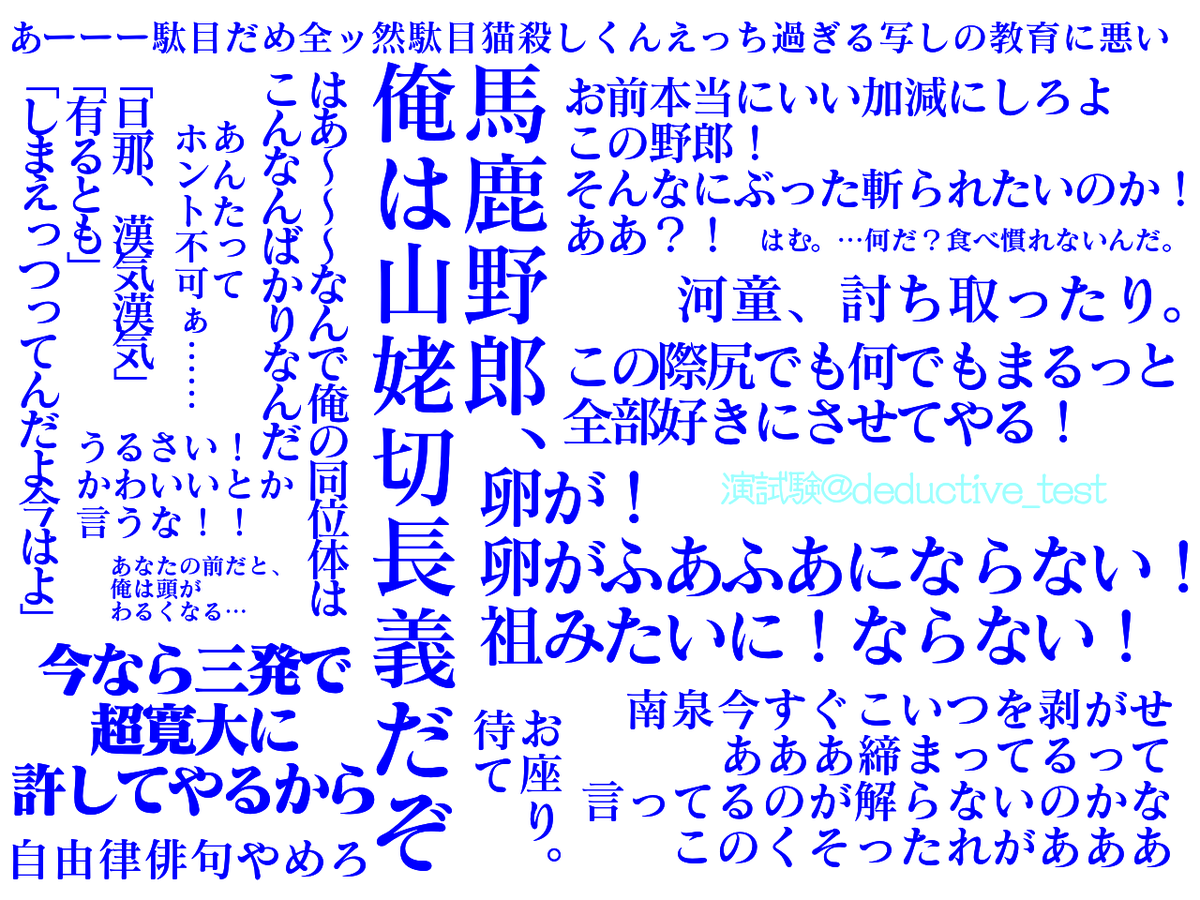 あーーー駄目だめ全ッ然駄目猫殺しくんえっち過ぎる写しの教育に悪い
お前本当にいい加減にしろよ
この野郎！
そんなにぶった斬られたいのか！
ああ？！
はむ。…何だ？食べ慣れないんだ。
河童、討ち取ったり。
この際尻でも何でもまるっと
全部好きにさせてやる！
馬鹿野郎、
俺は山姥切長義だぞ
はあ～～～なんで俺の同位体は
こんなんばかりなんだか
あんたって
ホント不可ぁ……
「旦那、漢気漢気」
「有るとも」
「しまえっつってんだよ今はよ」
うるさい！
かわいいとか
言うな！！
あなたの前だと、
俺は頭が
わるくなる…
今なら三発で
超寛大に
許してやるから
自由律俳句やめろ
演試験@deductive_test
卵が！
卵がふあふあにならない！
祖みたいに！ならない！
お座り。
待て
南泉今すぐこいつを剥がせ
あああ締まってるって
言ってるのが解らないのかな
このくそったれがあああ